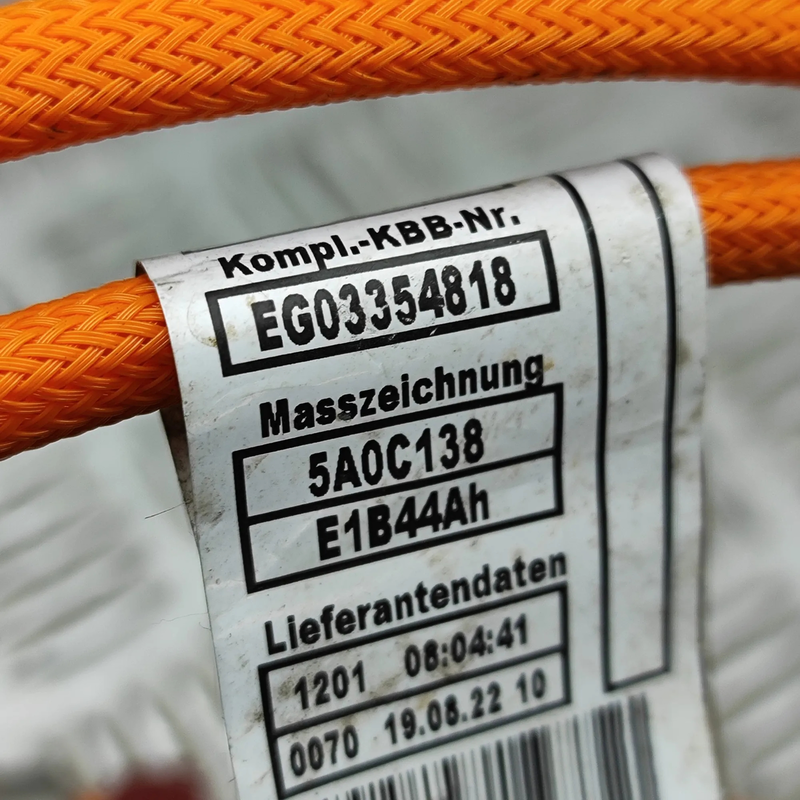 Kompl.-KBB-Nr.
EG03354818
Masszeichnung
5A0C138
E1B44Ah
Lieferantendaten
1201 08:04:41
0070 19.08.22 10